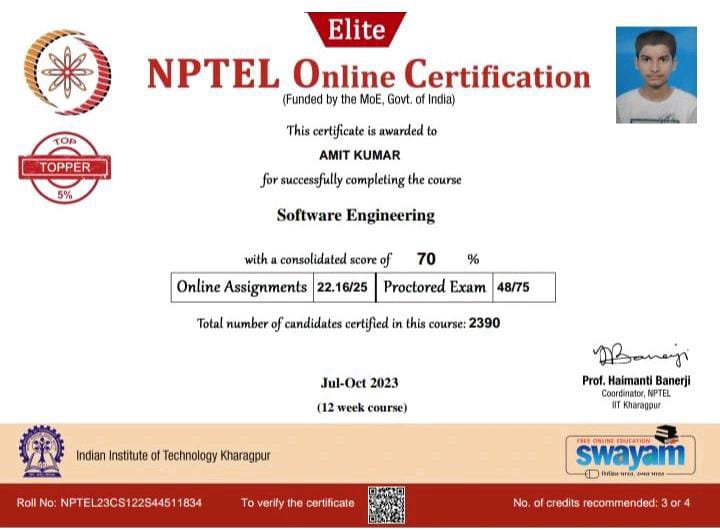 Elite
NPTEL Online Certification
(Funded by the MoE, Govt. of India)
This certificate is awarded to
AMIT KUMAR
for successfully completing the course
TOP
TOPPER
5%
Software Engineering
with a consolidated score of 70 %
Online Assignments 22.16/25 Proctored Exam 48/75
Total number of candidates certified in this course: 2390
Jul-Oct 2023
(12 week course)
Prof. Haimanti Banerji
Coordinator, NPTEL
IIT Kharagpur
Indian Institute of Technology Kharagpur
FREE ONLINE EDUCATION
swayam
Roll No: NPTEL23CS122S44511834 To verify the certificate No. of credits recommended: 3 or 4